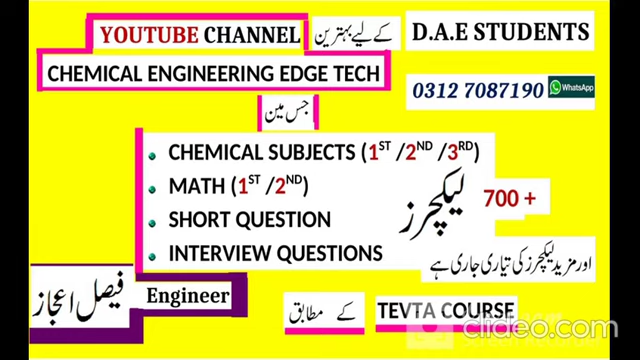 D.A.E STUDENTS کے لیے بہترین YOUTUBE CHANNEL
CHEMICAL ENGINEERING EDGE TECH
0312 7087190 WhatsApp
جس میں
CHEMICAL SUBJECTS (1ST /2ND /3RD)
MATH (1ST /2ND)
SHORT QUESTION
INTERVIEW QUESTIONS
700 + لیکچرز
اور مزید لیکچرز کی تیاری جاری ہے
فیصل اعجاز Engineer
TEVTA COURSE کے مطابق
clideo.com